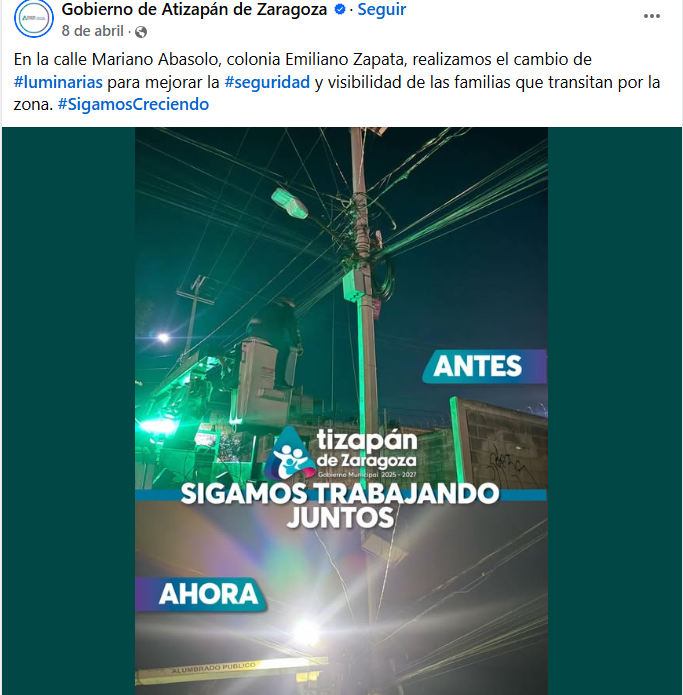 Gobierno de Atizapán de Zaragoza · Seguir
8 de abril ·
En la calle Mariano Abasolo, colonia Emiliano Zapata, realizamos el cambio de
#luminarias para mejorar la #seguridad y visibilidad de las familias que transitan por la
zona. #SigamosCreciendo
ANTES
tizapán
de Zaragoza
Gobierno Municipal 2025 - 2027
SIGAMOS TRABAJANDO
JUNTOS
AHORA
ALUMBRADO PÚBLICO